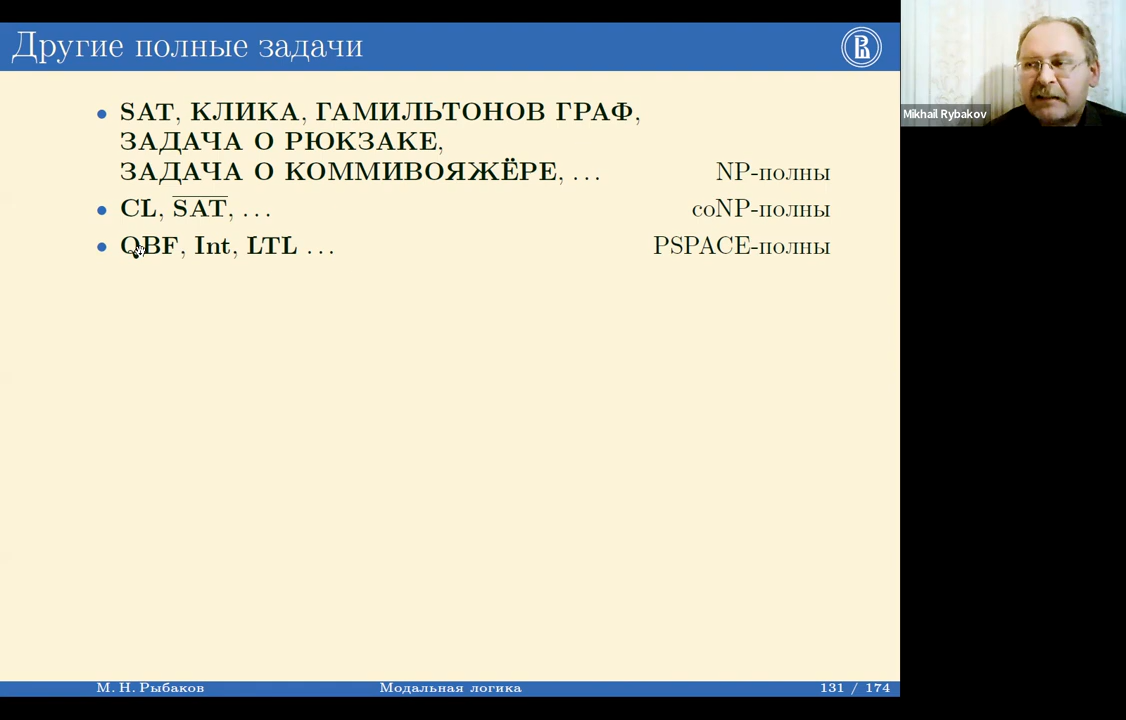 Другие полные задачи
Mikhail Rybakov
• SAT, КЛИКА, ГАМИЛЬТОНОВ ГРАФ,
ЗАДАЧА О РЮКЗАКЕ,
ЗАДАЧА О КОММИВОЯЖЁРЕ, ... NP-полны
• CL, S̅A̅T̅, ... coNP-полны
• QBF, Int, LTL ... PSPACE-полны
М. Н. Рыбаков Модальная логика 131 / 174